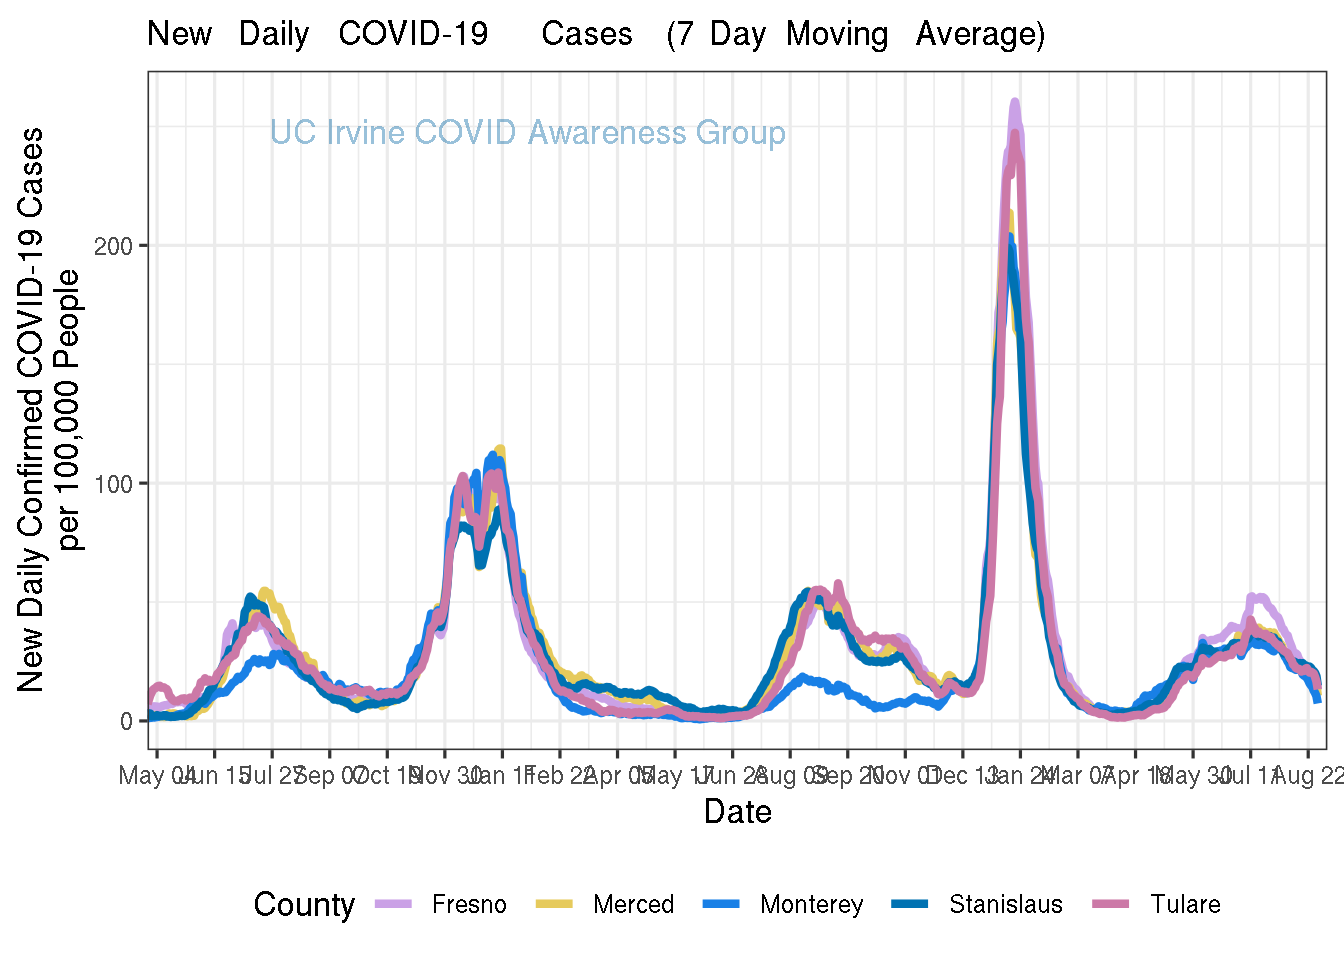 New Daily COVID-19 Cases (7 Day Moving Average)
UC Irvine COVID Awareness Group
New Daily Confirmed COVID-19 Cases
per 100,000 People
200
100
0
May 04 Jun 15 Jul 27 Sep 07 Oct 19 Nov 30 Jan 11 Feb 22 Apr 05 May 17 Jun 28 Aug 09 Sep 20 Nov 01 Dec 13 Jan 24 Mar 07 Apr 18 May 30 Jul 11 Aug 22
Date
County Fresno Merced Monterey Stanislaus Tulare